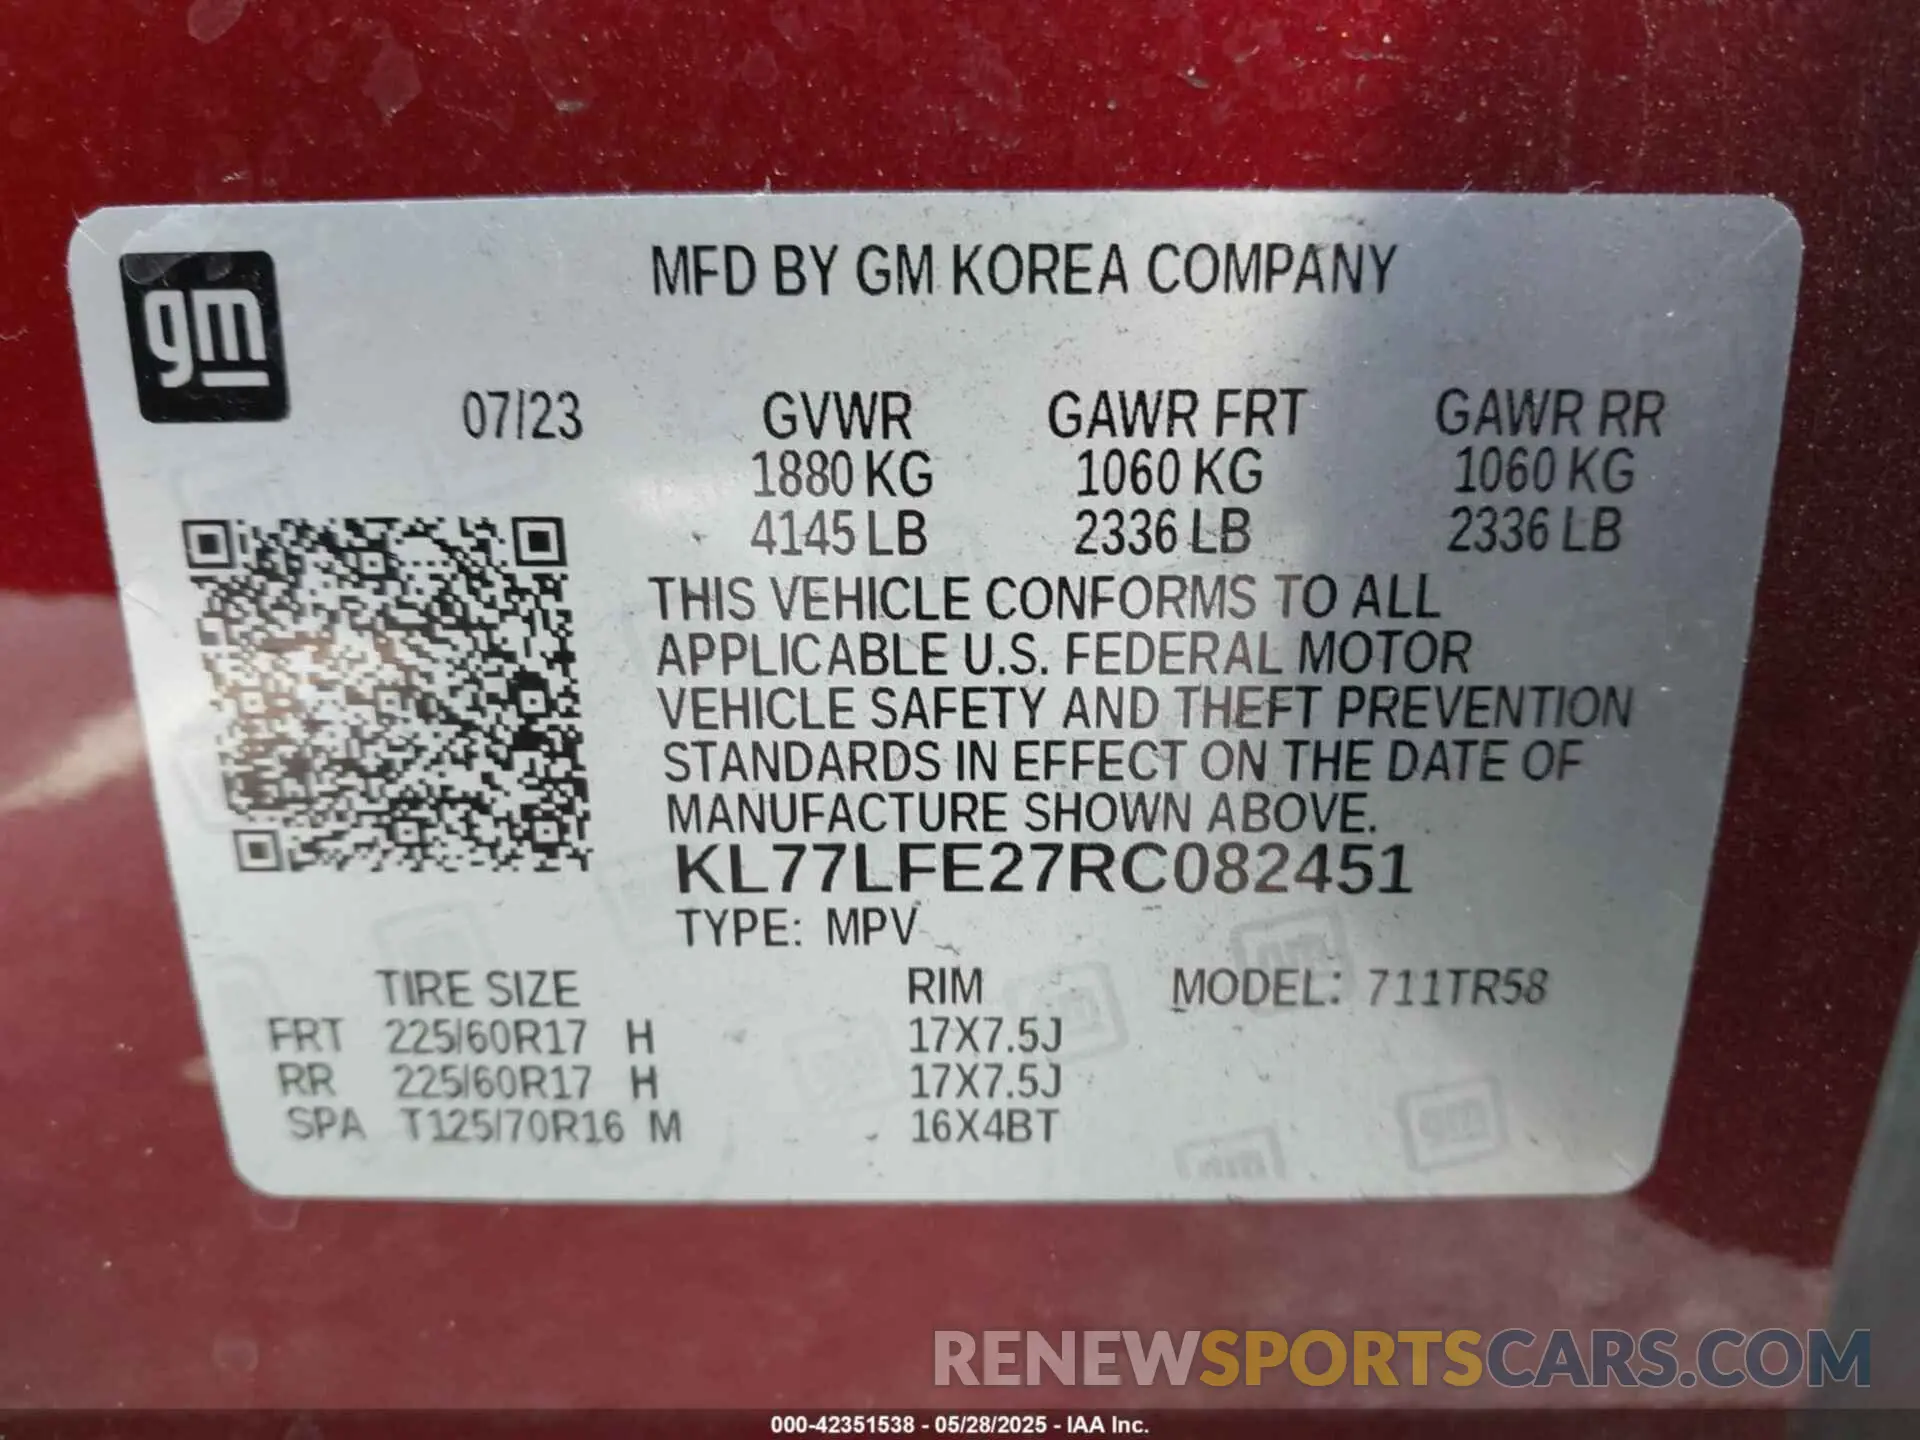 gm
MFD BY GM KOREA COMPANY
07/23 GVWR GAWR FRT GAWR RR
1880 KG 1060 KG 1060 KG
4145 LB 2336 LB 2336 LB
THIS VEHICLE CONFORMS TO ALL
APPLICABLE U.S. FEDERAL MOTOR
VEHICLE SAFETY AND THEFT PREVENTION
STANDARDS IN EFFECT ON THE DATE OF
MANUFACTURE SHOWN ABOVE.
KL77LFE27RC082451
TYPE: MPV
TIRE SIZE RIM MODEL: 711TR58
FRT 225/60R17 H 17X7.5J
RR 225/60R17 H 17X7.5J
SPA T125/70R16 M 16X4BT
RENEWSPORTSCARS.COM
000-42351538 - 05/28/2025 - IAA Inc.